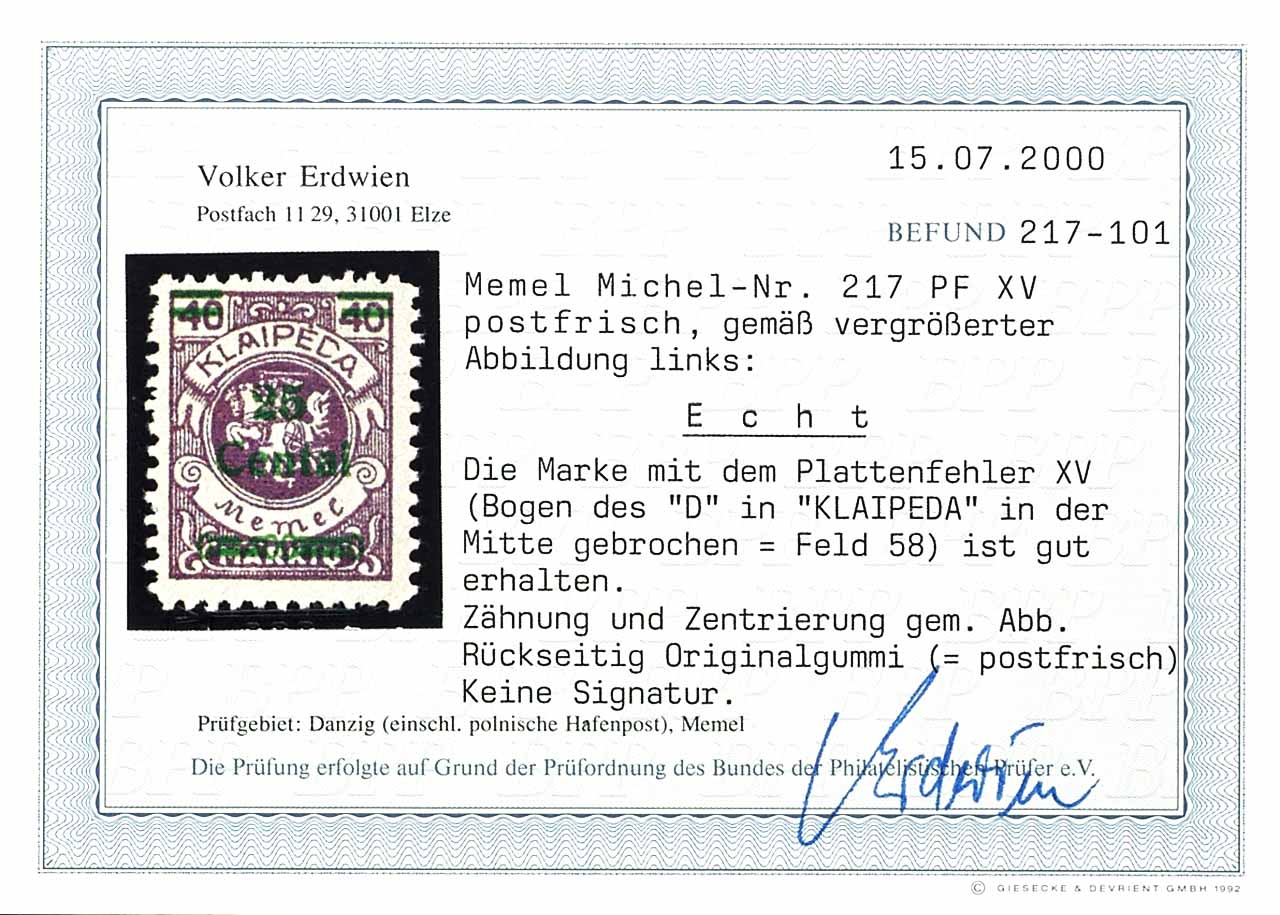 Volker Erdwien
Postfach 11 29, 31001 Elze
15.07.2000
BEFUND 217-101
40 40
KLAIPĖDA
25
Centai
Memel
MARKIŲ
Memel Michel-Nr. 217 PF XV
postfrisch, gemäß vergrößerter
Abbildung links:
E c h t
Die Marke mit dem Plattenfehler XV
(Bogen des "D" in "KLAIPEDA" in der
Mitte gebrochen = Feld 58) ist gut
erhalten.
Zähnung und Zentrierung gem. Abb.
Rückseitig Originalgummi (= postfrisch)
Keine Signatur.
Prüfgebiet: Danzig (einschl. polnische Hafenpost), Memel
Die Prüfung erfolgte auf Grund der Prüfordnung des Bundes der Philatelistischen Prüfer e.V.
Erdwien
© GIESECKE & DEVRIENT GMBH 1992